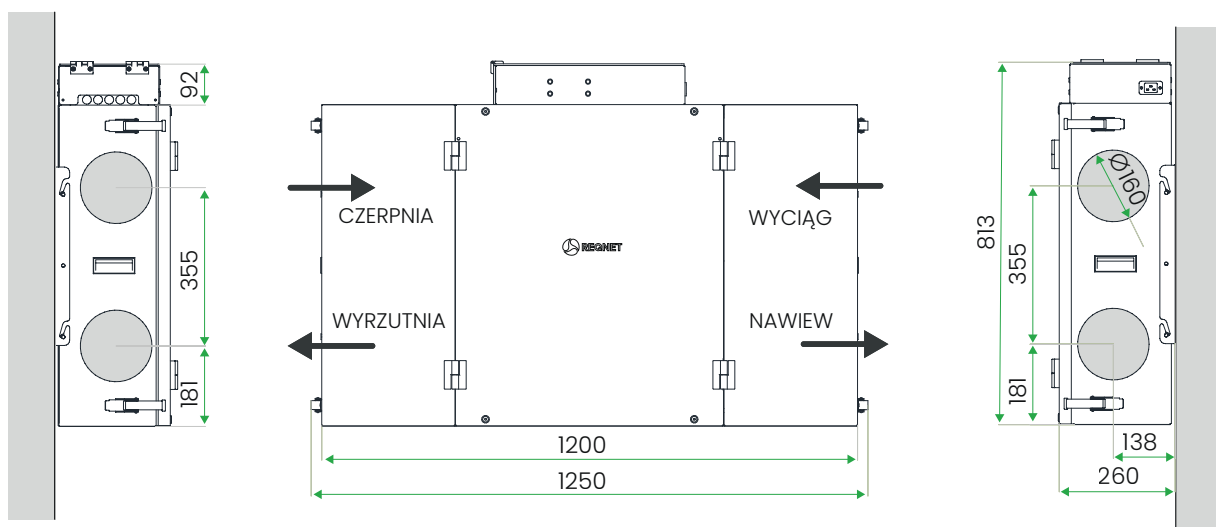 92
355
181
CZERPNIA
WYCIĄG
REGNET
WYRZUTNIA
NAWIEW
1200
1250
813
Ø160
355
181
138
260